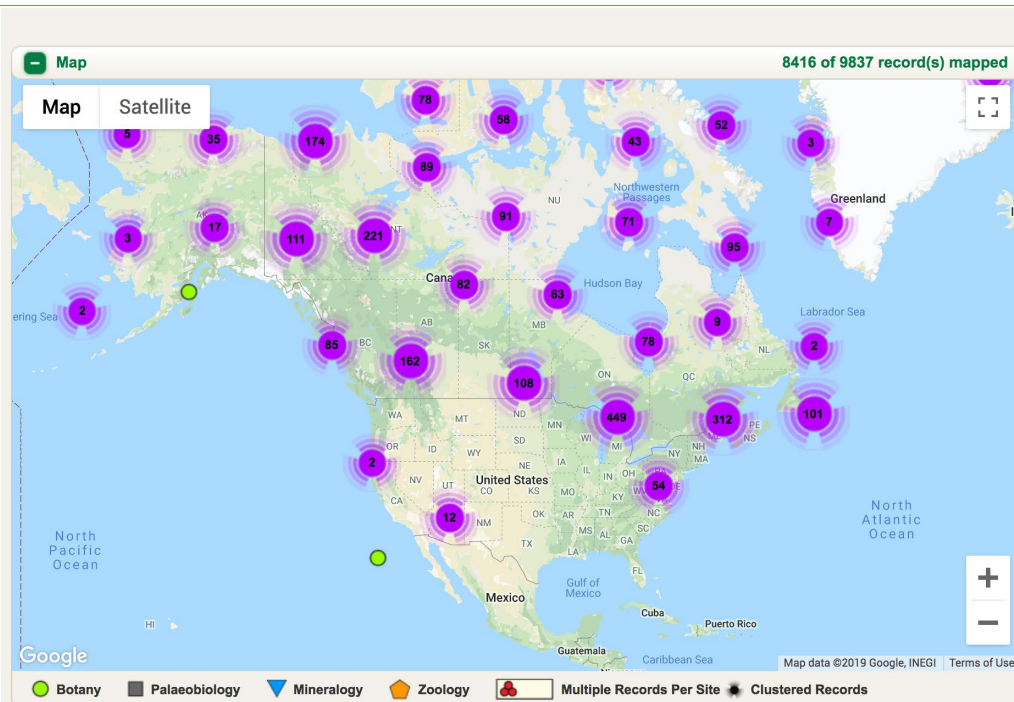 Map
8416 of 9837 record(s) mapped
Map Satellite
78
58
52
5
35
174
43
3
89
Northwestern
Passages
NU
Greenland
91
71
7
17
3
111
221
NT
95
Cana
82
63
Hudson Bay
ering Sea
2
9
Labrador Sea
AB
MB
85
BC
162
SK
78
NL
2
108
ON
QC
449
312
101
PE
NS
WA
MT
ND
MN
WI
MI
NH
NY
MA
OR
ID
WY
SD
2
NV
UT
NE
IA
IL
IN
OH
54
United States
CO
KS
MO
KY
CA
12
NM
OK
AR
TN
NC
SC
MS
AL
GA
TX
LA
FL
North
Pacific
Ocean
North
Atlantic
Ocean
Gulf of
Mexico
Mexico
Cuba
Puerto Rico
HI
Guatemala
Caribbean Sea
Google
Map data ©2019 Google, INEGI Terms of Use
Botany Palaeobiology Mineralogy Zoology Multiple Records Per Site Clustered Records